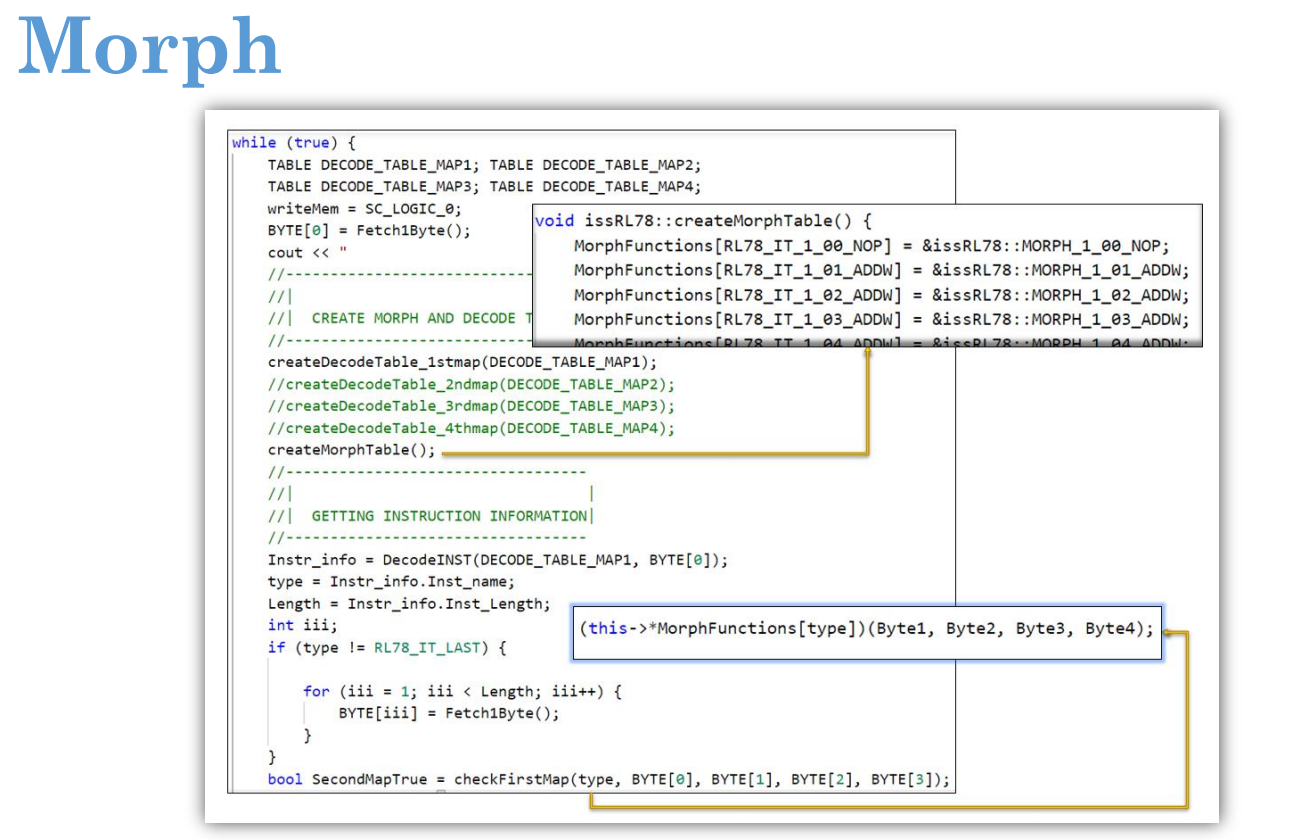 Morph
while (true) {
TABLE DECODE_TABLE_MAP1; TABLE DECODE_TABLE_MAP2;
TABLE DECODE_TABLE_MAP3; TABLE DECODE_TABLE_MAP4;
writeMem = SC_LOGIC_0;
BYTE[0] = Fetch1Byte();
cout << "
//----------------------------
//|
//|  CREATE MORPH AND DECODE T
//----------------------------
createDecodeTable_1stmap(DECODE_TABLE_MAP1);
//createDecodeTable_2ndmap(DECODE_TABLE_MAP2);
//createDecodeTable_3rdmap(DECODE_TABLE_MAP3);
//createDecodeTable_4thmap(DECODE_TABLE_MAP4);
createMorphTable();
//----------------------------------
//|                                  |
//|  GETTING INSTRUCTION INFORMATION|
//----------------------------------
Instr_info = DecodeINST(DECODE_TABLE_MAP1, BYTE[0]);
type = Instr_info.Inst_name;
Length = Instr_info.Inst_Length;
int iii;
if (type != RL78_IT_LAST) {
for (iii = 1; iii < Length; iii++) {
BYTE[iii] = Fetch1Byte();
}
}
bool SecondMapTrue = checkFirstMap(type, BYTE[0], BYTE[1], BYTE[2], BYTE[3]);
void issRL78::createMorphTable() {
MorphFunctions[RL78_IT_1_00_NOP] = &issRL78::MORPH_1_00_NOP;
MorphFunctions[RL78_IT_1_01_ADDW] = &issRL78::MORPH_1_01_ADDW;
MorphFunctions[RL78_IT_1_02_ADDW] = &issRL78::MORPH_1_02_ADDW;
MorphFunctions[RL78_IT_1_03_ADDW] = &issRL78::MORPH_1_03_ADDW;
MorphFunctions[RL78_IT_1_04_ADDW] = &issRL78::MORPH_1_04_ADDW;
(this->*MorphFunctions[type])(Byte1, Byte2, Byte3, Byte4);